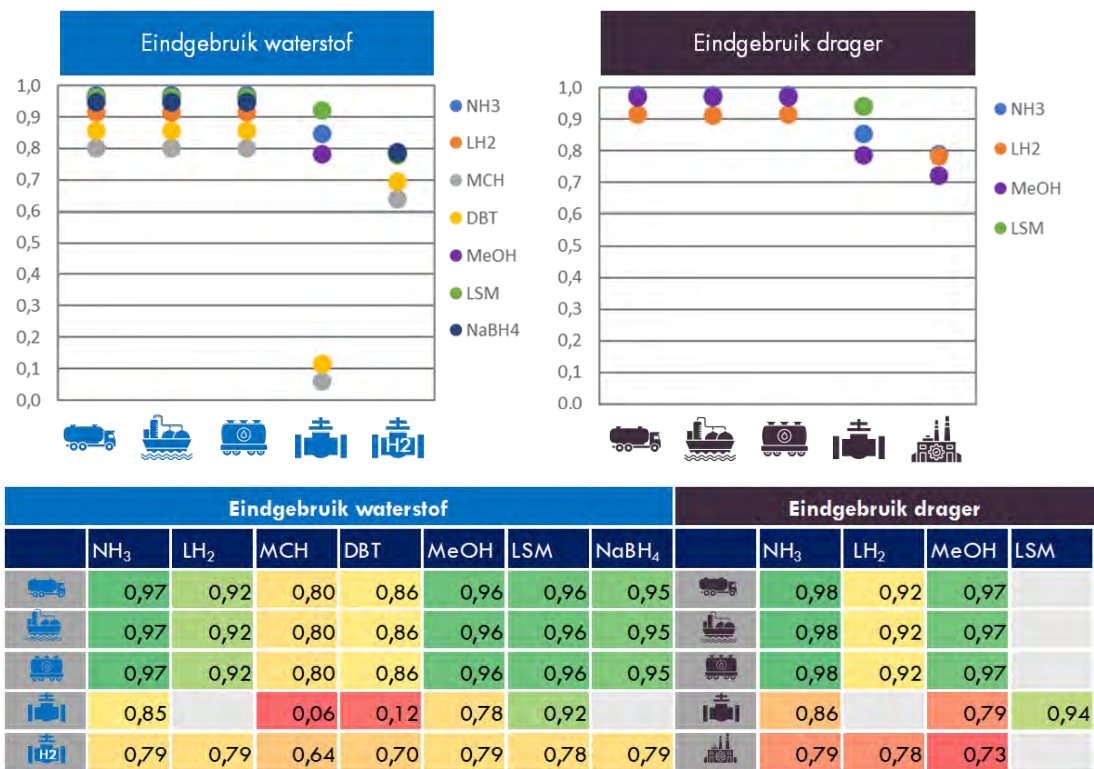 Eindgebruik waterstof
1,0
0,9
0,8
0,7
0,6
0,5
0,4
0,3
0,2
0,1
0,0
NH3
LH2
MCH
DBT
MeOH
LSM
NaBH4
H2
Eindgebruik drager
1,0
0,9
0,8
0,7
0,6
0,5
0,4
0,3
0,2
0,1
0.0
NH3
LH2
MeOH
LSM
Eindgebruik waterstof Eindgebruik drager
NH₃ LH₂ MCH DBT MeOH LSM NaBH₄ NH₃ LH₂ MeOH LSM
0,97 0,92 0,80 0,86 0,96 0,96 0,95 0,98 0,92 0,97
0,97 0,92 0,80 0,86 0,96 0,96 0,95 0,98 0,92 0,97
0,97 0,92 0,80 0,86 0,96 0,96 0,95 0,98 0,92 0,97
0,85 0,06 0,12 0,78 0,92 0,86 0,79 0,94
H2 0,79 0,79 0,64 0,70 0,79 0,78 0,79 0,79 0,78 0,73